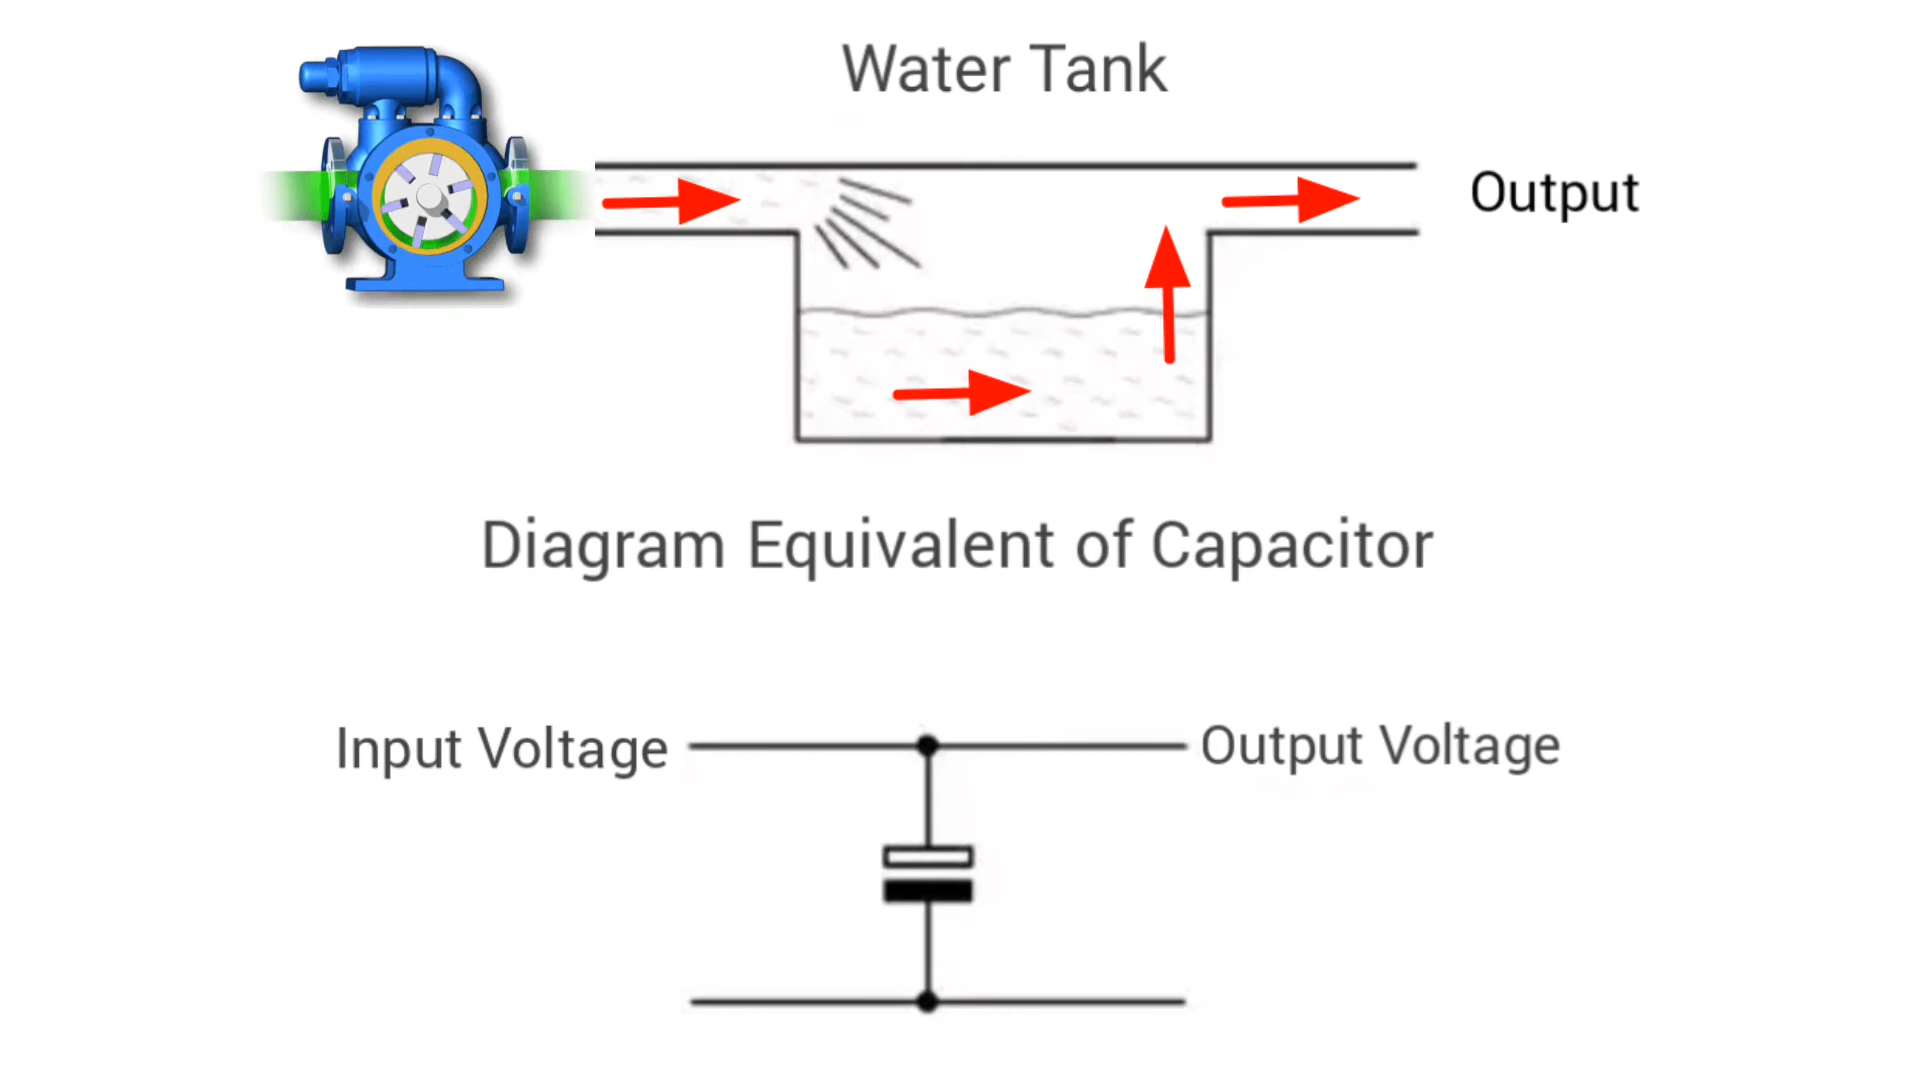 Water Tank
Output
Diagram Equivalent of Capacitor
Input Voltage
Output Voltage